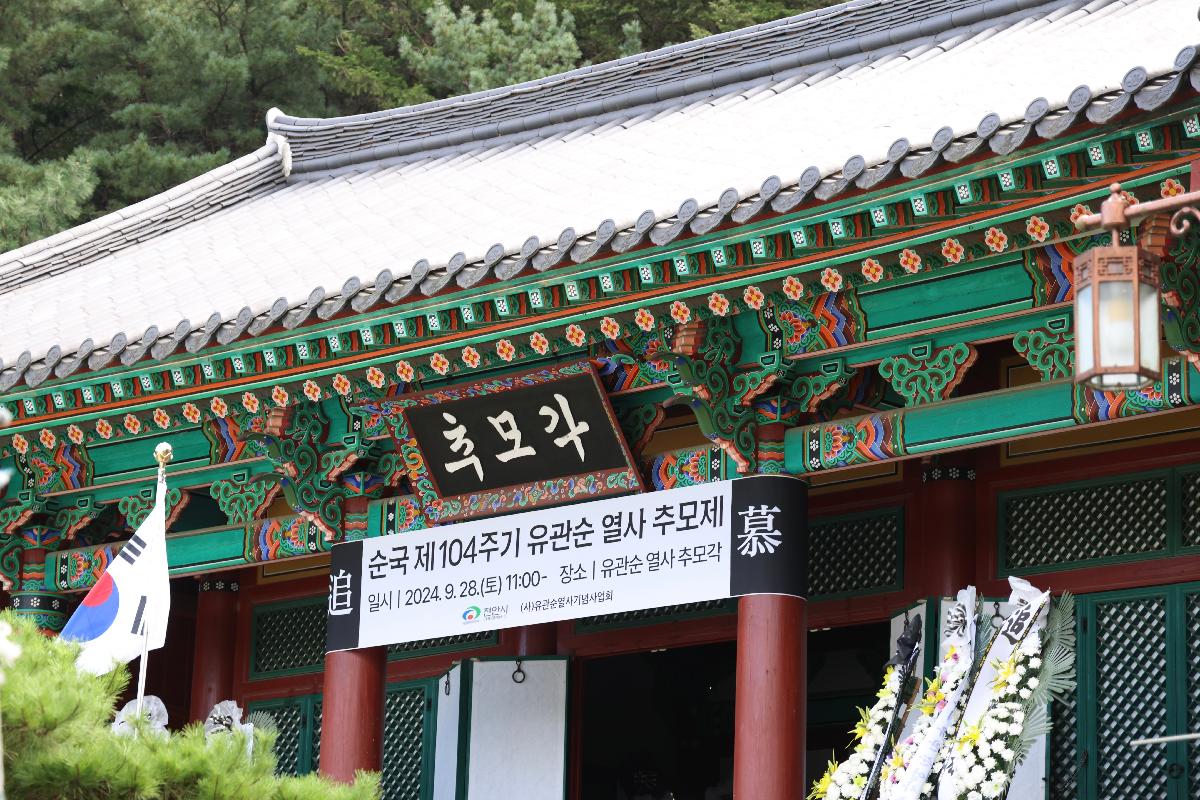 추모각
追
순국 제104주기 유관순 열사 추모제
일시 | 2024. 9. 28.(토) 11:00- 장소 | 유관순 열사 추모각
천안시 (사)유관순열사기념사업회
慕
追